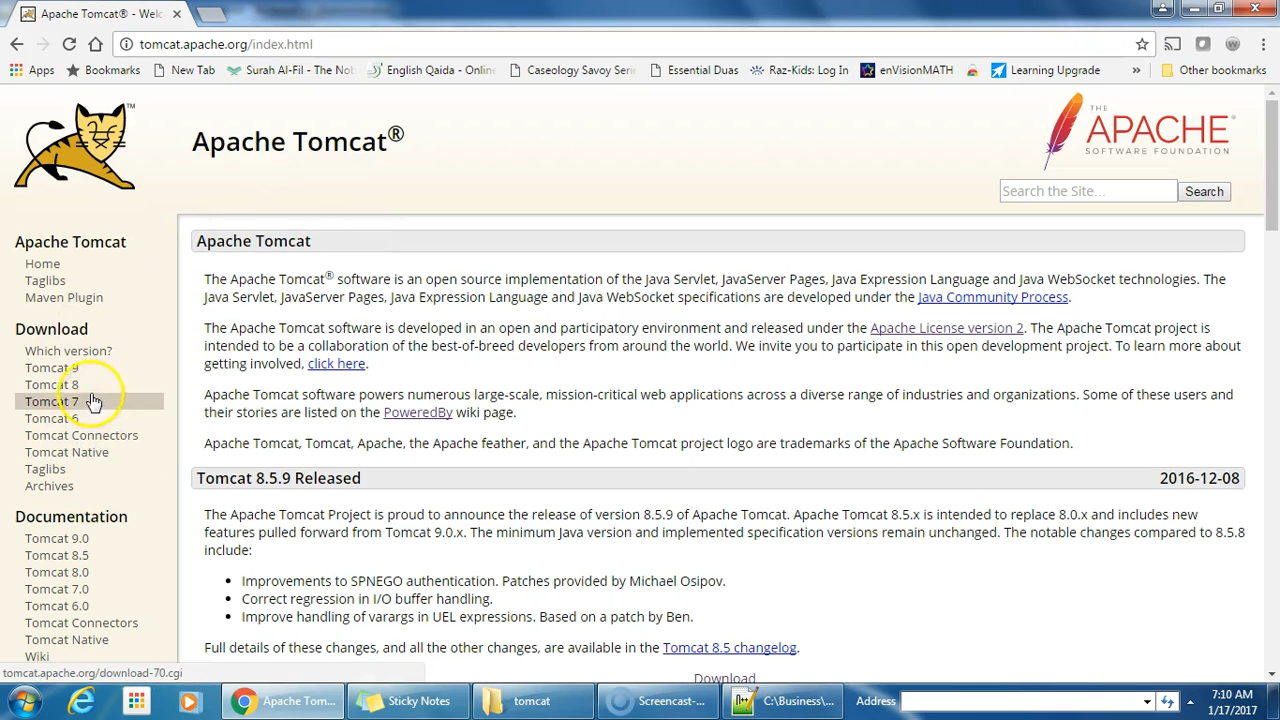 Apache Tomcat® - Welc
tomcat.apache.org/index.html
Apps
Bookmarks
New Tab
Surah Al-Fil - The No
English Qaida - Online
Caseology Savoy Serie
Essential Duas
Raz-Kids: Log In
enVisionMATH
Learning Upgrade
»
Other bookmarks
TM
Apache Tomcat®
THE
APACHE®
SOFTWARE FOUNDATION
Search the Site...
Search
Apache Tomcat
Home
Taglibs
Maven Plugin
Download
Which version?
Tomcat 9
Tomcat 8
Tomcat 7
Tomcat 6
Tomcat Connectors
Tomcat Native
Taglibs
Archives
Documentation
Tomcat 9.0
Tomcat 8.5
Tomcat 8.0
Tomcat 7.0
Tomcat 6.0
Tomcat Connectors
Tomcat Native
Wiki
Apache Tomcat
The Apache Tomcat® software is an open source implementation of the Java Servlet, JavaServer Pages, Java Expression Language and Java WebSocket technologies. The
Java Servlet, JavaServer Pages, Java Expression Language and Java WebSocket specifications are developed under the Java Community Process.
The Apache Tomcat software is developed in an open and participatory environment and released under the Apache License version 2. The Apache Tomcat project is
intended to be a collaboration of the best-of-breed developers from around the world. We invite you to participate in this open development project. To learn more about
getting involved, click here.
Apache Tomcat software powers numerous large-scale, mission-critical web applications across a diverse range of industries and organizations. Some of these users and
their stories are listed on the PoweredBy wiki page.
Apache Tomcat, Tomcat, Apache, the Apache feather, and the Apache Tomcat project logo are trademarks of the Apache Software Foundation.
Tomcat 8.5.9 Released 2016-12-08
The Apache Tomcat Project is proud to announce the release of version 8.5.9 of Apache Tomcat. Apache Tomcat 8.5.x is intended to replace 8.0.x and includes new
features pulled forward from Tomcat 9.0.x. The minimum Java version and implemented specification versions remain unchanged. The notable changes compared to 8.5.8
include:
• Improvements to SPNEGO authentication. Patches provided by Michael Osipov.
• Correct regression in I/O buffer handling.
• Improve handling of varargs in UEL expressions. Based on a patch by Ben.
Full details of these changes, and all the other changes, are available in the Tomcat 8.5 changelog.
Download
tomcat.apache.org/download-70.cgi
Apache Tom...
Sticky Notes
tomcat
Screencast-...
C:\Business\...
Address
7:10 AM
1/17/2017